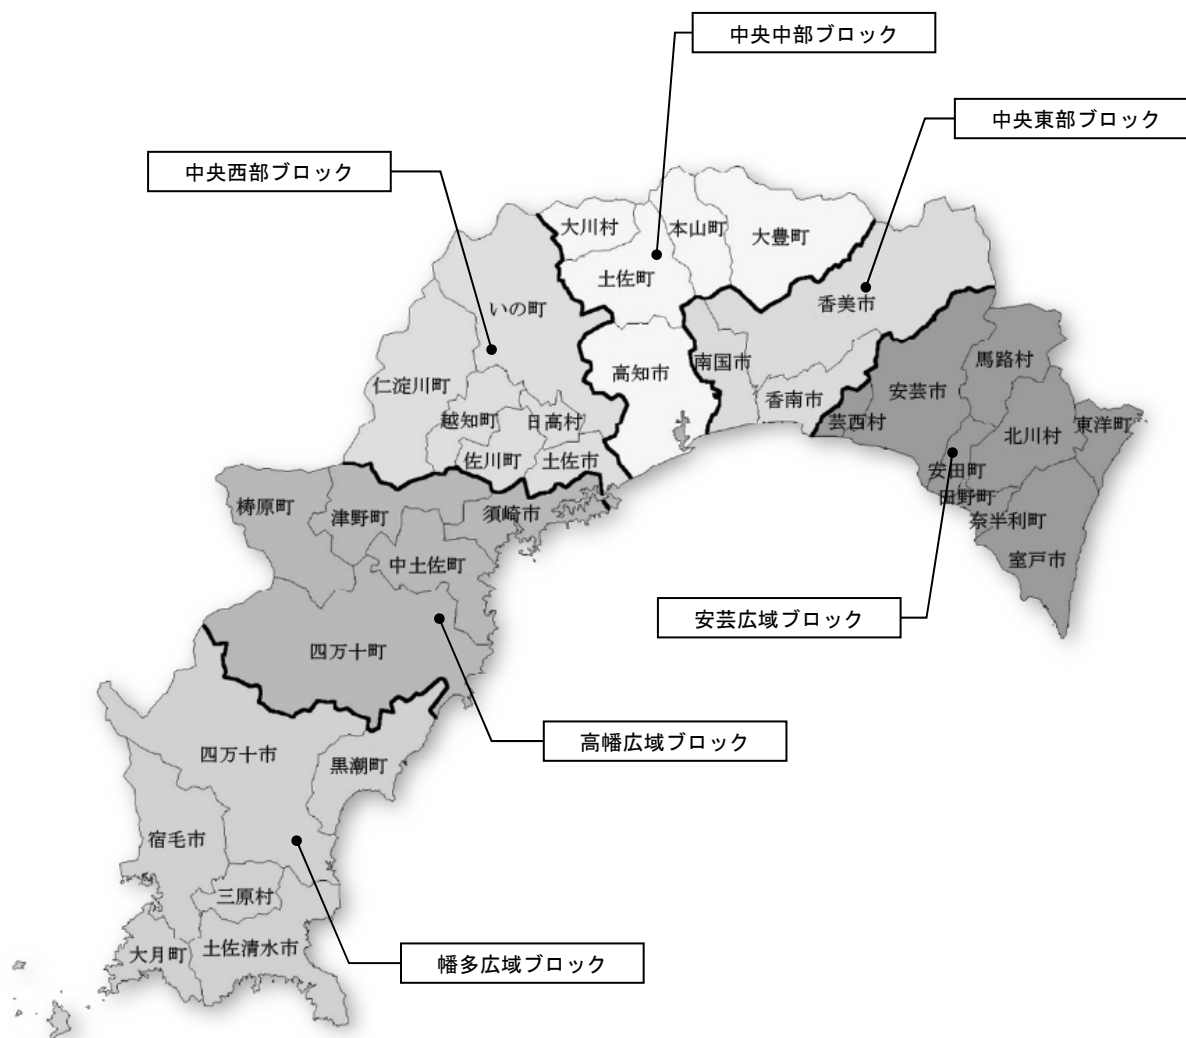 中央中部ブロック
中央東部ブロック
中央西部ブロック
大川村
本山町
大豊町
土佐町
いの町
香美市
高知市
南国市
馬路村
仁淀川町
安芸市
香南市
越知町
日高村
芸西村
東洋町
北川村
佐川町
土佐市
安田町
田野町
梼原町
津野町
須崎市
奈半利町
室戸市
中土佐町
安芸広域ブロック
四万十町
高幡広域ブロック
四万十市
黒潮町
宿毛市
三原村
大月町
土佐清水市
幡多広域ブロック